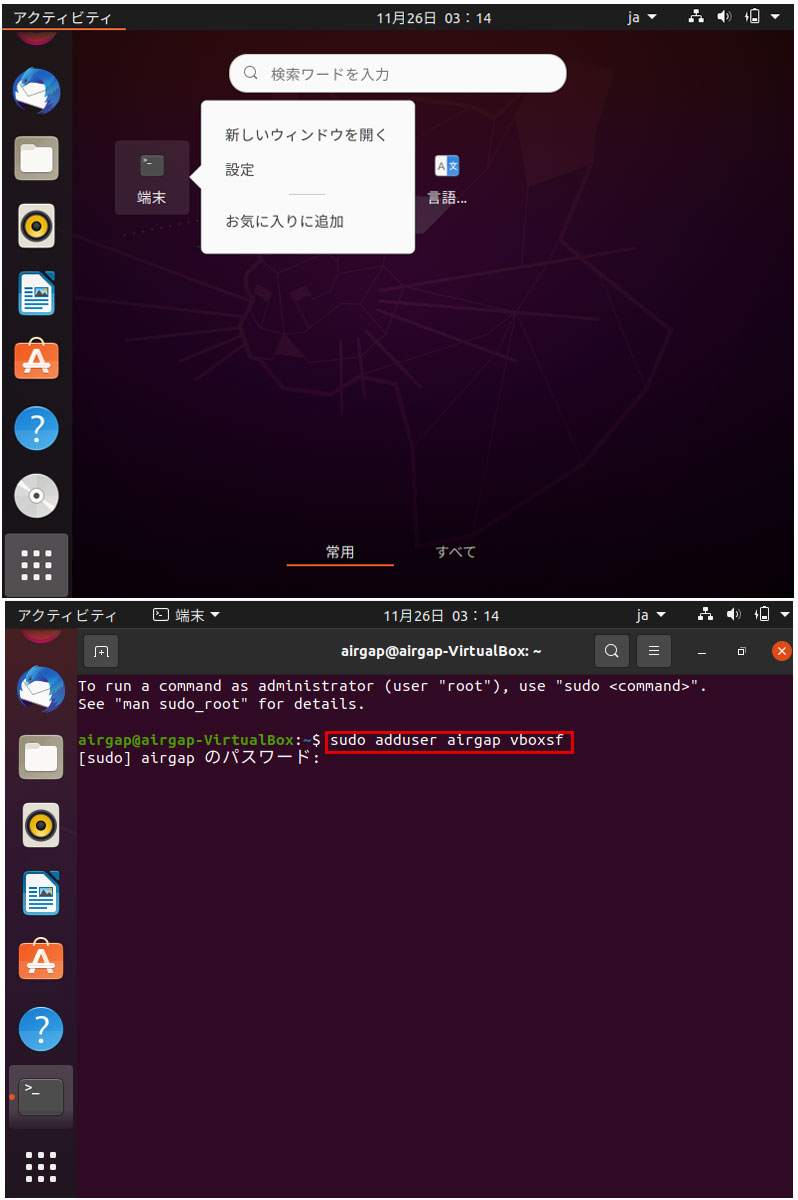 アクティビティ 11月26日 03：14 ja
検索ワードを入力
新しいウィンドウを開く
設定
お気に入りに追加
端末
言語...
常用 すべて
アクティビティ 端末 11月26日 03：14 ja
airgap@airgap-VirtualBox: ~
To run a command as administrator (user "root"), use "sudo <command>".
See "man sudo_root" for details.
airgap@airgap-VirtualBox:~$ sudo adduser airgap vboxsf
[sudo] airgap のパスワード: